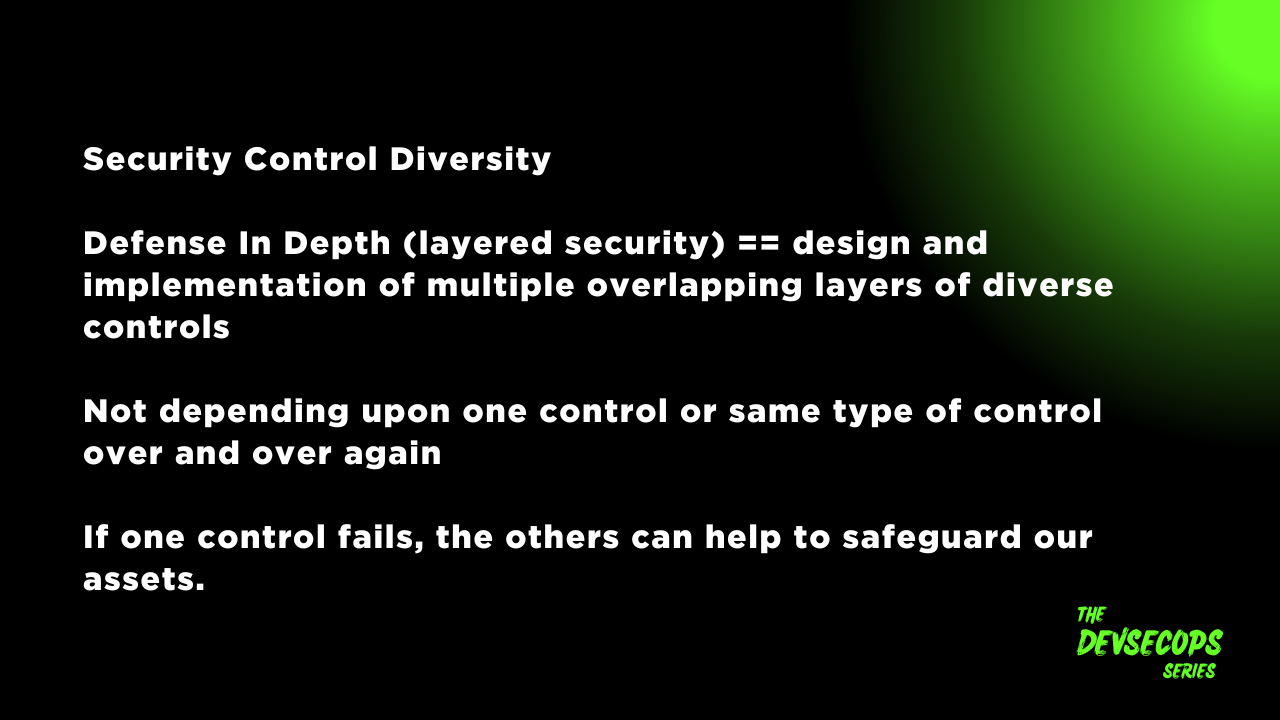 Security Control Diversity
Defense In Depth (layered security) == design and
implementation of multiple overlapping layers of diverse
controls
Not depending upon one control or same type of control
over and over again
If one control fails, the others can help to safeguard our
assets.
THE
DEVSECOPS
SERIES